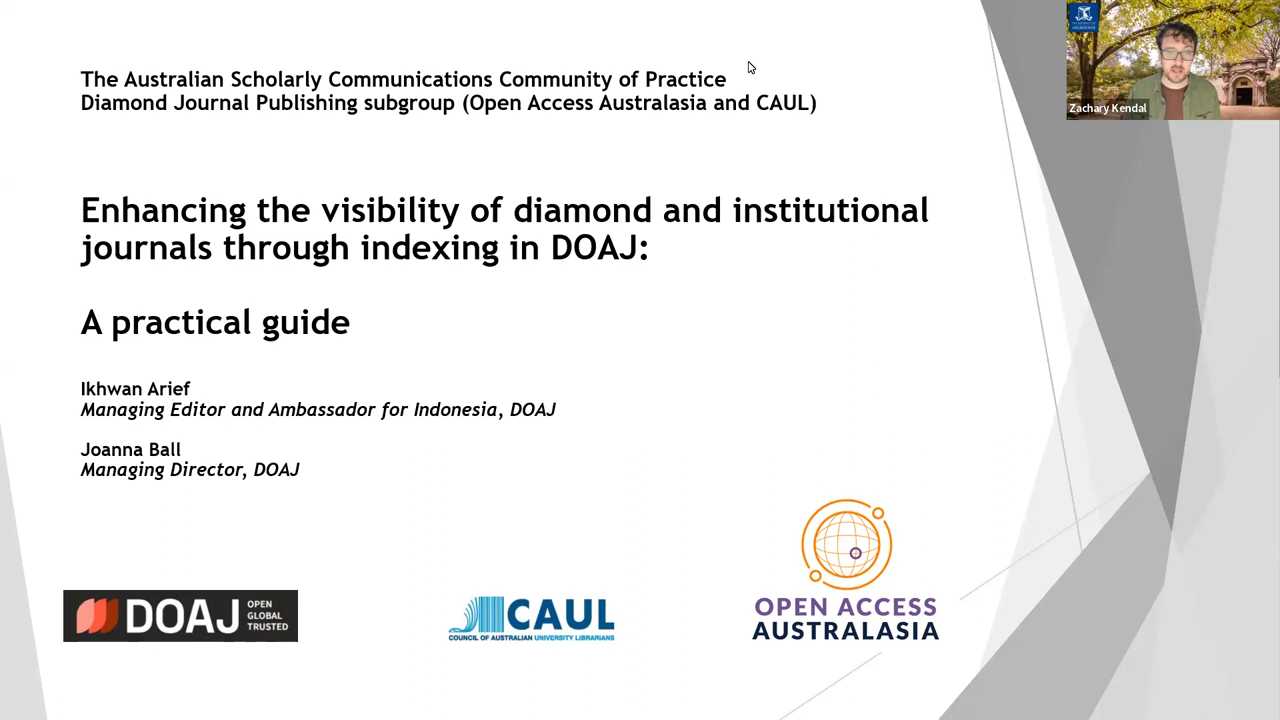 The Australian Scholarly Communications Community of Practice
Diamond Journal Publishing subgroup (Open Access Australasia and CAUL)
Zachary Kendal
Enhancing the visibility of diamond and institutional
journals through indexing in DOAJ:
A practical guide
Ikhwan Arief
Managing Editor and Ambassador for Indonesia, DOAJ
Joanna Ball
Managing Director, DOAJ
DOAJ
OPEN
GLOBAL
TRUSTED
CAUL
COUNCIL OF AUSTRALIAN UNIVERSITY LIBRARIANS
OPEN ACCESS
AUSTRALASIA